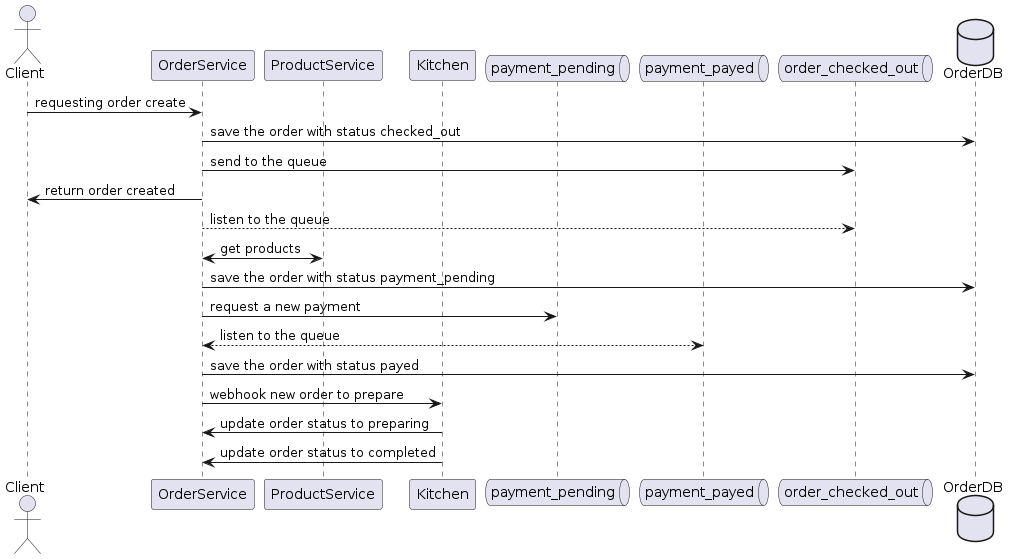 Client
OrderService
ProductService
Kitchen
payment_pending
payment_payed
order_checked_out
OrderDB
requesting order create
save the order with status checked_out
send to the queue
return order created
listen to the queue
get products
save the order with status payment_pending
request a new payment
listen to the queue
save the order with status payed
webhook new order to prepare
update order status to preparing
update order status to completed
Client
OrderService
ProductService
Kitchen
payment_pending
payment_payed
order_checked_out
OrderDB